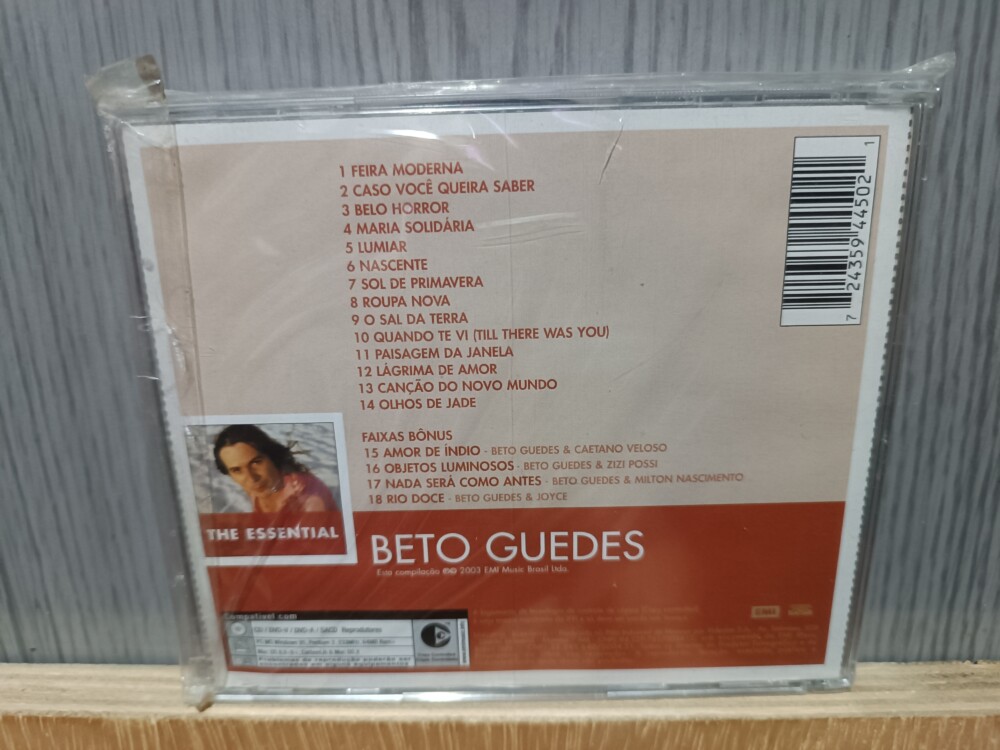 1 FEIRA MODERNA
2 CASO VOCÊ QUEIRA SABER
3 BELO HORROR
4 MARIA SOLIDÁRIA
5 LUMIAR
6 NASCENTE
7 SOL DE PRIMAVERA
8 ROUPA NOVA
9 O SAL DA TERRA
10 QUANDO TE VI (TILL THERE WAS YOU)
11 PAISAGEM DA JANELA
12 LÁGRIMA DE AMOR
13 CANÇÃO DO NOVO MUNDO
14 OLHOS DE JADE
FAIXAS BÔNUS
15 AMOR DE ÍNDIO - BETO GUEDES & CAETANO VELOSO
16 OBJETOS LUMINOSOS - BETO GUEDES & ZIZI POSSI
17 NADA SERÁ COMO ANTES - BETO GUEDES & MILTON NASCIMENTO
18 RIO DOCE - BETO GUEDES & JOYCE
7 24359 44502 1
THE ESSENTIAL
BETO GUEDES
Esta compilação ℗© 2003 EMI Music Brasil Ltda.
Compatível com
EMI